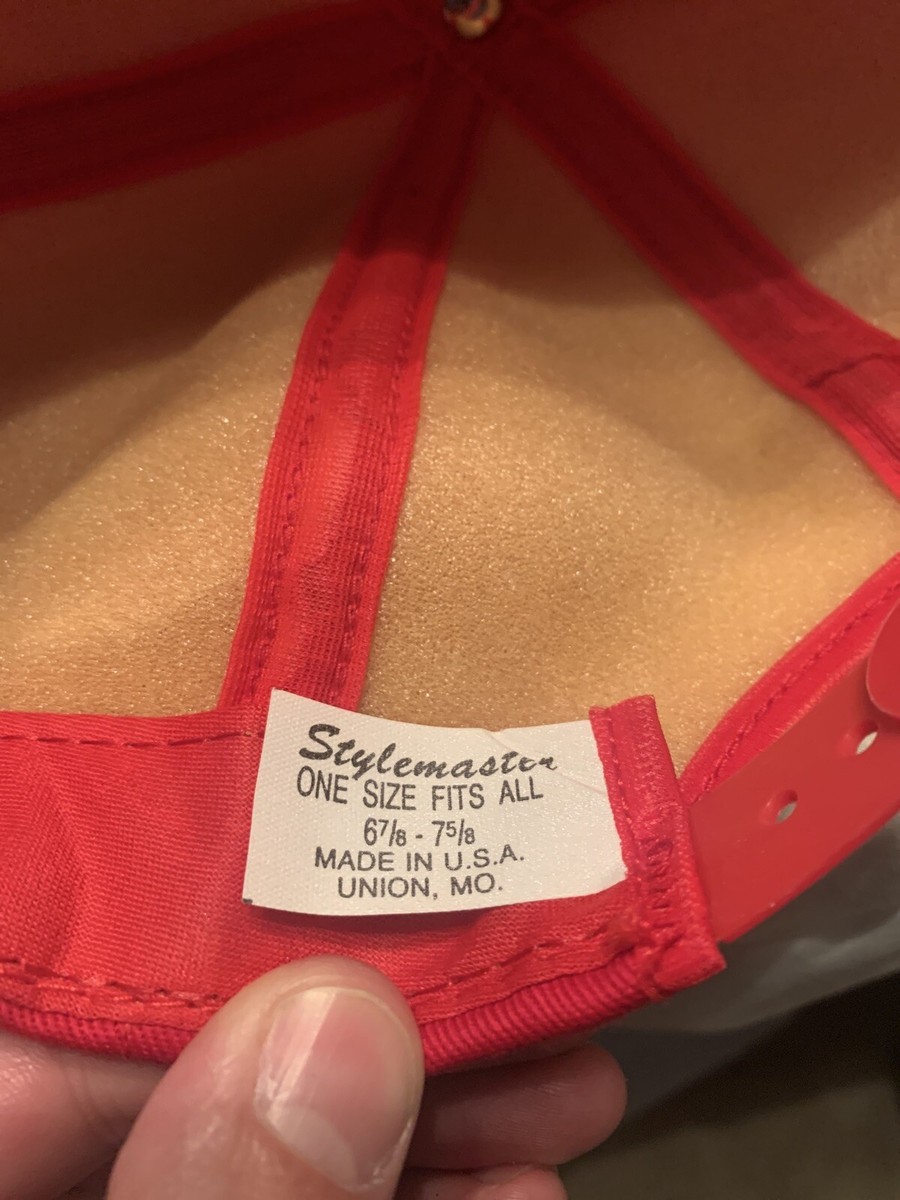 Stylemaster
ONE SIZE FITS ALL
6⅞ - 7⅝
MADE IN U.S.A.
UNION, MO.